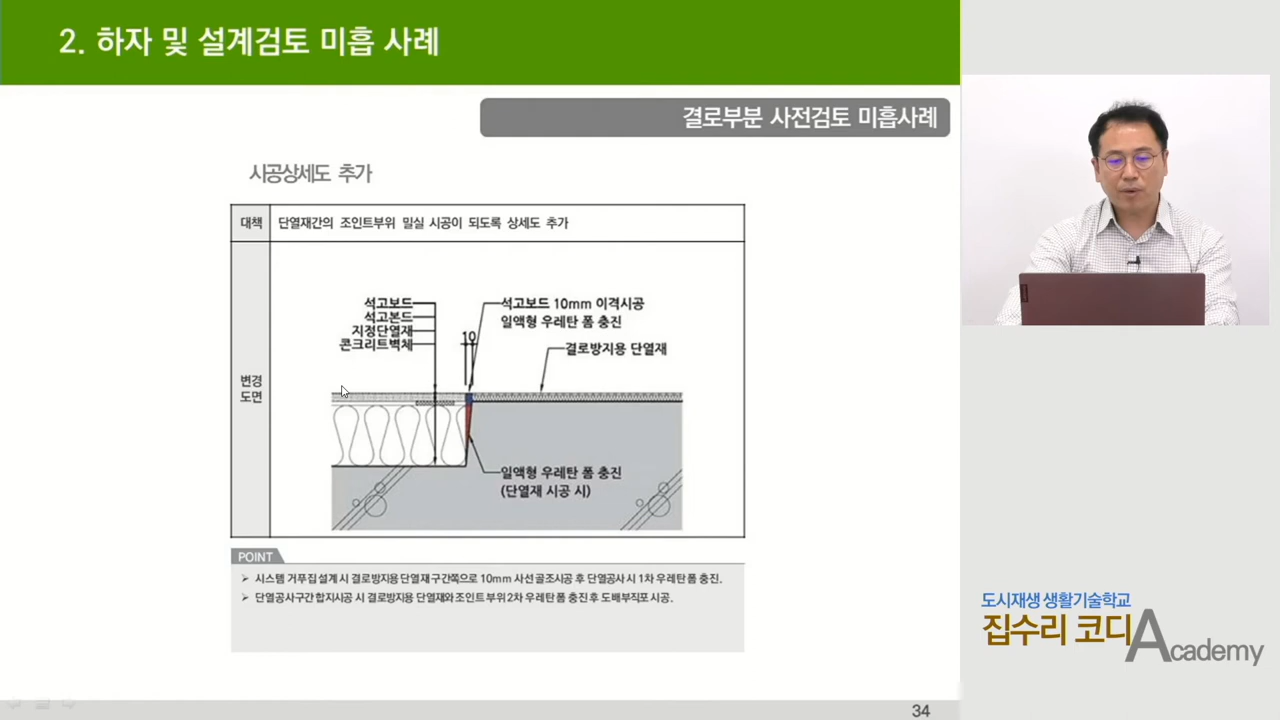 2. 하자 및 설계검토 미흡 사례
결로부분 사전검토 미흡사례
시공상세도 추가
대책
단열재간의 조인트부위 밀실 시공이 되도록 상세도 추가
변경
도면
석고보드
석고본드
지정단열재
콘크리트벽체
10
석고보드 10mm 이격시공
일액형 우레탄 폼 충진
결로방지용 단열재
일액형 우레탄 폼 충진
(단열재 시공 시)
POINT
➢ 시스템 거푸집 설계 시 결로방지용 단열재 구간쪽으로 10mm 사선 골조시공 후 단열공사 시 1차 우레탄 폼 충진.
➢ 단열공사구간 합지시공 시 결로방지용 단열재와 조인트 부위 2차 우레탄 폼 충진 후 도배부직포 시공.
34
도시재생 생활기술학교
집수리 코디 Academy